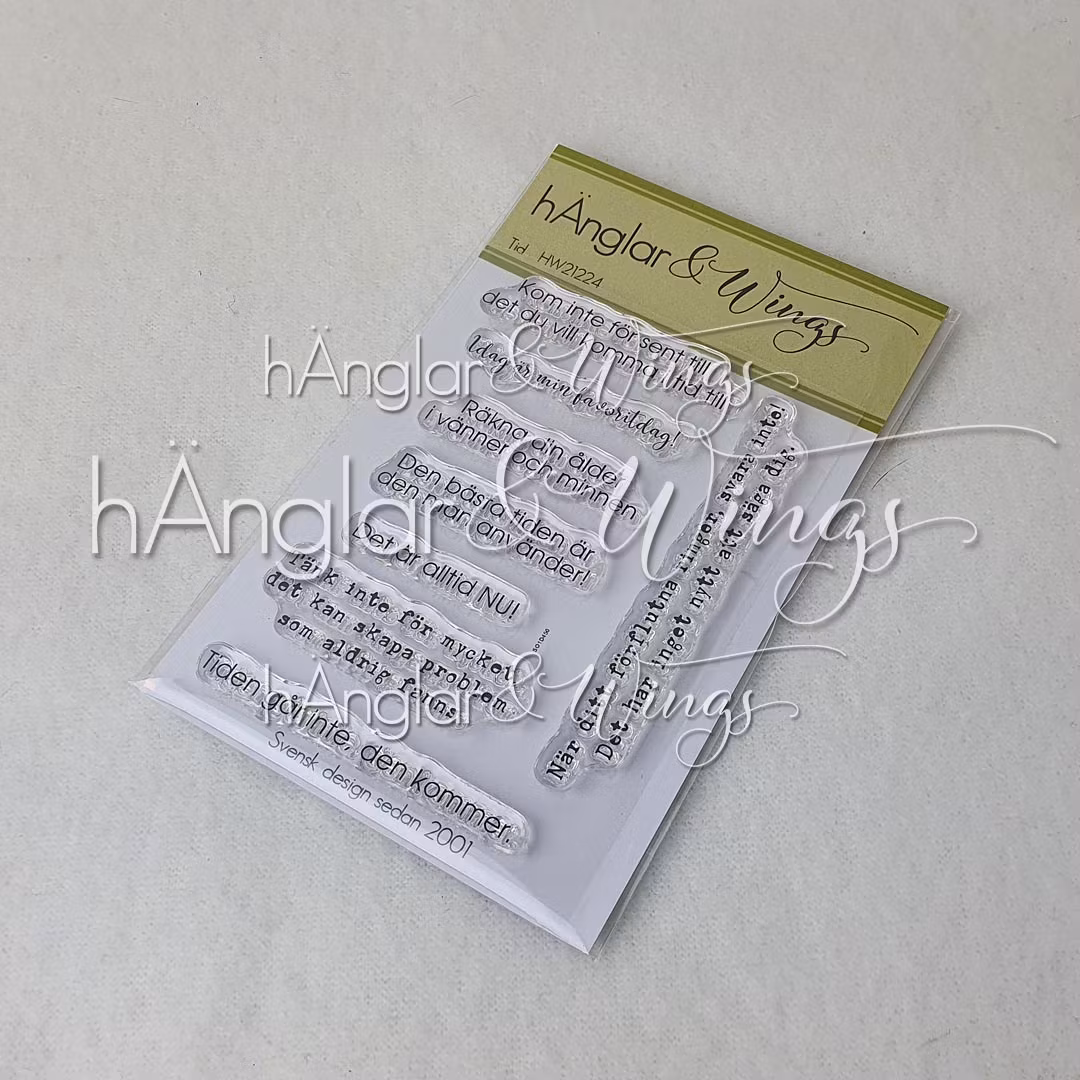 hÄnglar & Wings
Tid HW21224
Kom inte för sent till
det du vill komma i tid till
Idag är min favoritdag!
Räkna din ålder
i vänner och minnen
Den bästa tiden är
den man använder!
Det är alltid NU!
Tänk inte för mycket
det kan skapa problem
som aldrig fanns
Tiden går inte, den kommer.
Svensk design sedan 2001
När ditt förflutna ringer, svara inte!
Det har inget nytt att säga dig.
hÄnglar & Wings
hÄnglar & Wings
hÄnglar & Wings